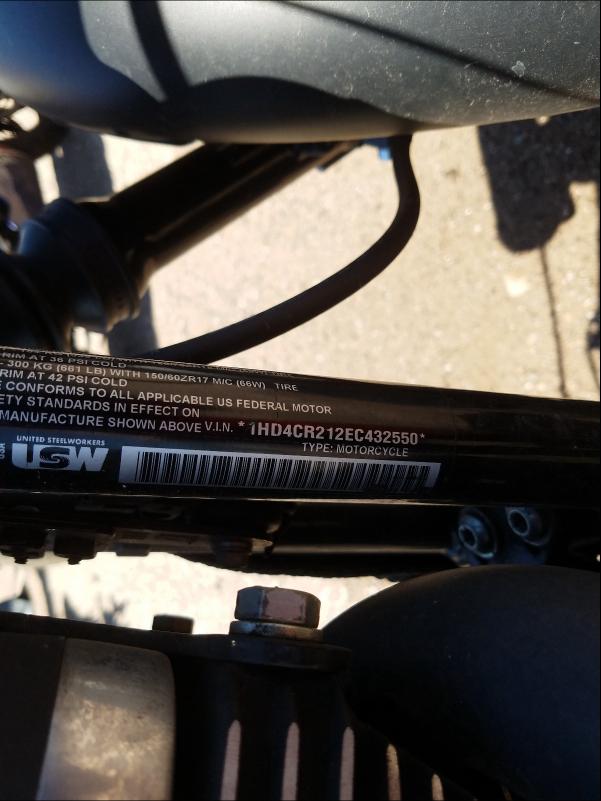 RIM AT 36 PSI COLD
- 300 KG (661 LB) WITH 150/60ZR17 M/C (66W) TIRE
RIM AT 42 PSI COLD
E CONFORMS TO ALL APPLICABLE US FEDERAL MOTOR
ETY STANDARDS IN EFFECT ON
MANUFACTURE SHOWN ABOVE V.I.N. *1HD4CR212EC432550*
TYPE: MOTORCYCLE
USA
UNITED STEELWORKERS
USW